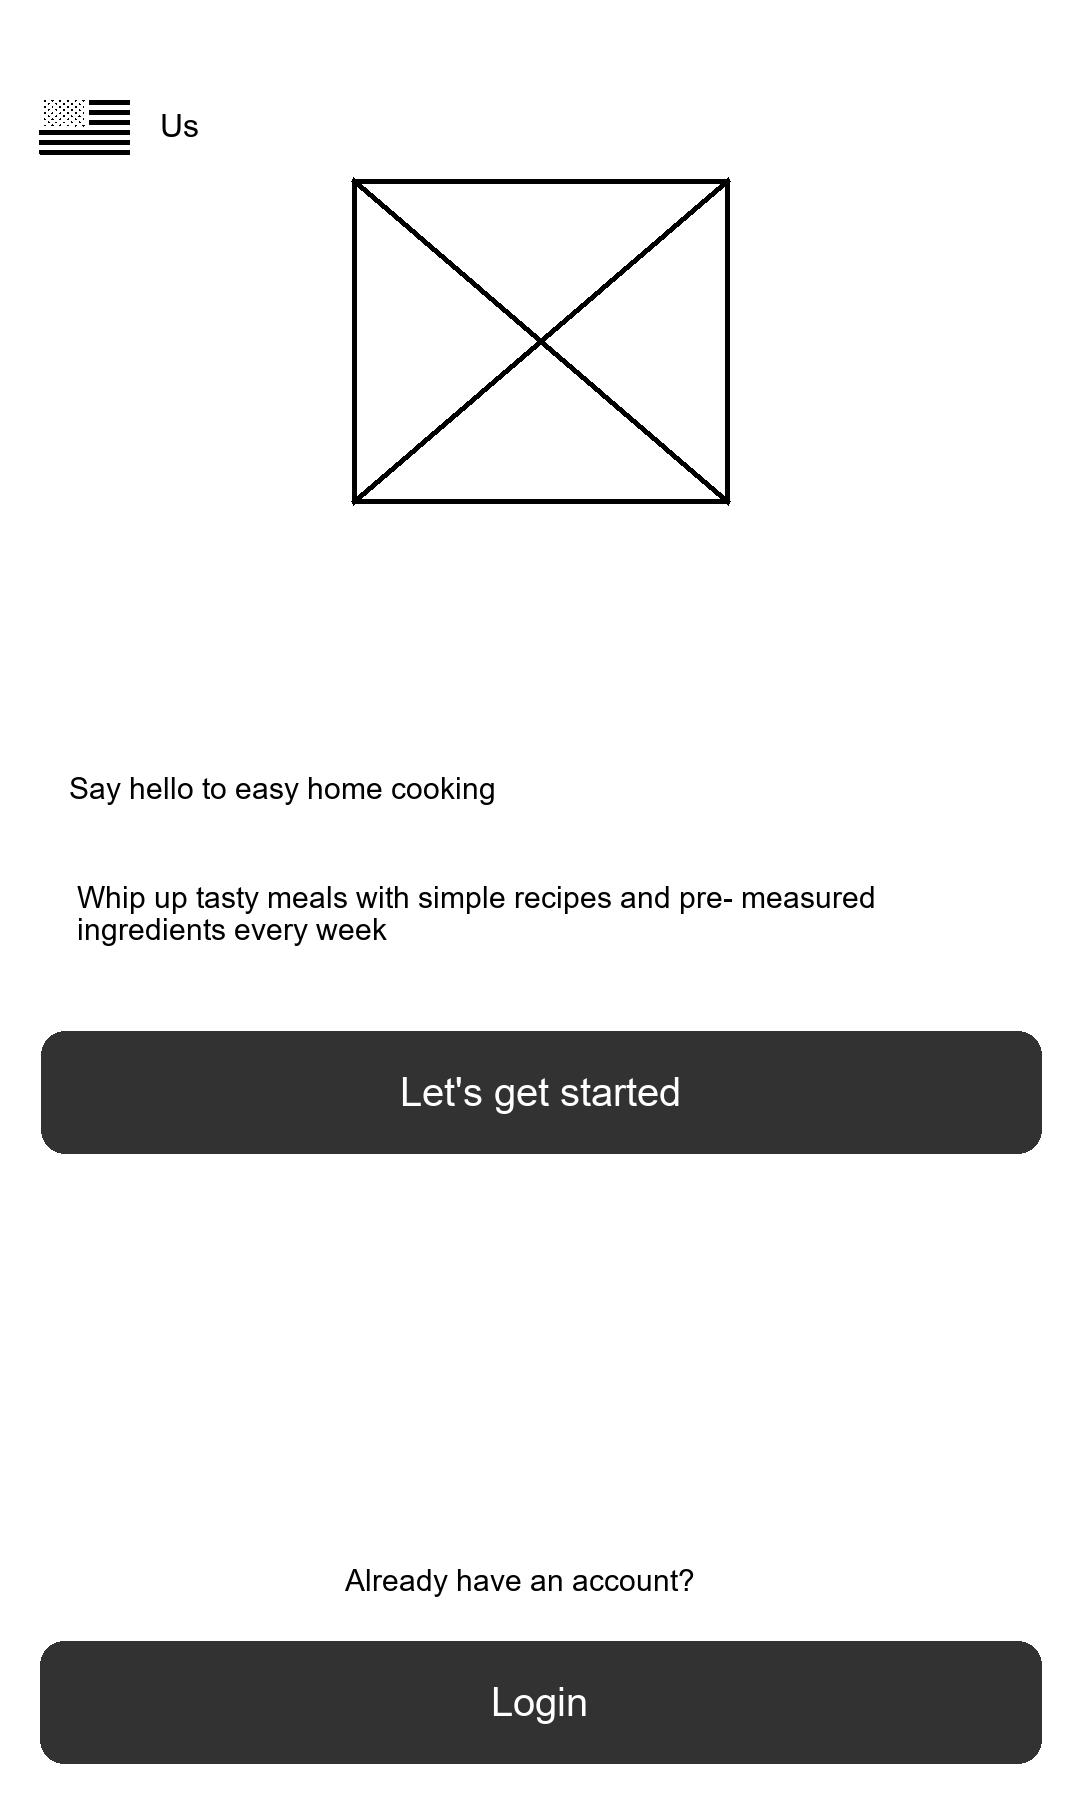 Us
Say hello to easy home cooking
Whip up tasty meals with simple recipes and pre- measured
ingredients every week
Let's get started
Already have an account?
Login